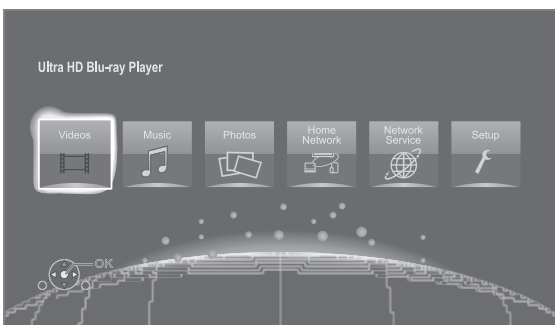 Ultra HD Blu-ray Player
Videos
Music
Photos
Home
Network
Network
Service
Setup
OK